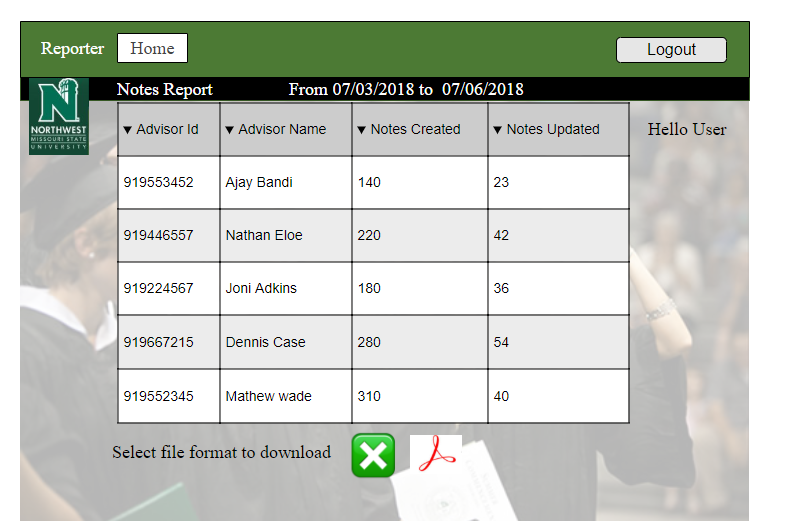 Reporter Home Logout
Notes Report From 07/03/2018 to 07/06/2018
NORTHWEST
MISSOURI STATE
UNIVERSITY
Hello User
▼ Advisor Id ▼ Advisor Name ▼ Notes Created ▼ Notes Updated
919553452 Ajay Bandi 140 23
919446557 Nathan Eloe 220 42
919224567 Joni Adkins 180 36
919667215 Dennis Case 280 54
919552345 Mathew wade 310 40
Select file format to download